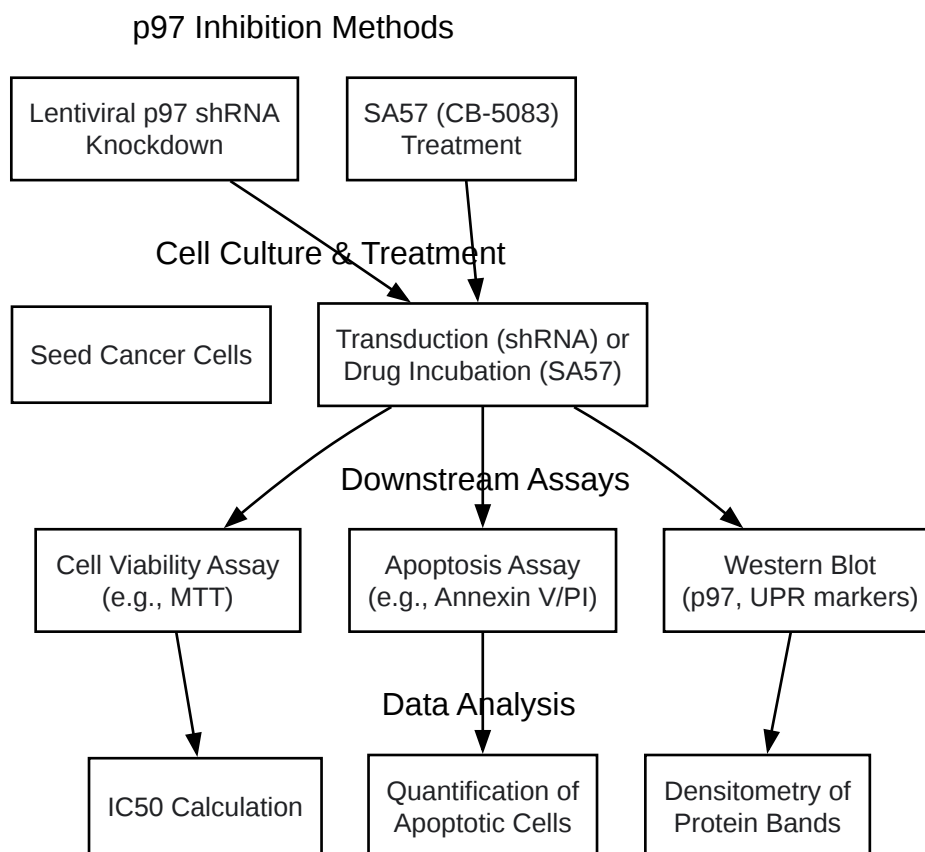 p97 Inhibition Methods
Lentiviral p97 shRNA
Knockdown
SA57 (CB-5083)
Treatment
Cell Culture & Treatment
Seed Cancer Cells
Transduction (shRNA) or
Drug Incubation (SA57)
Downstream Assays
Cell Viability Assay
(e.g., MTT)
Apoptosis Assay
(e.g., Annexin V/PI)
Western Blot
(p97, UPR markers)
Data Analysis
IC50 Calculation
Quantification of
Apoptotic Cells
Densitometry of
Protein Bands